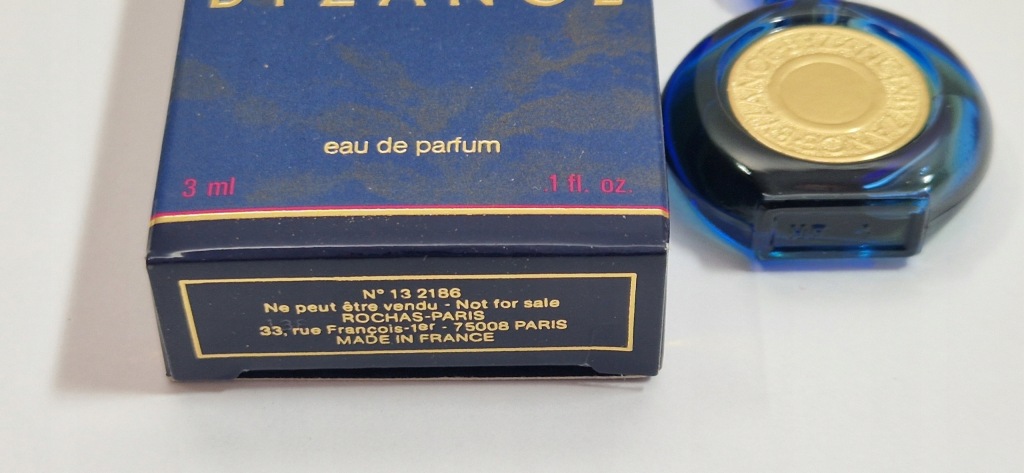 BYZANCE
eau de parfum
3 ml .1 fl. oz.
N° 13 2186
Ne peut être vendu - Not for sale
ROCHAS-PARIS
33, rue François-1er - 75008 PARIS
MADE IN FRANCE